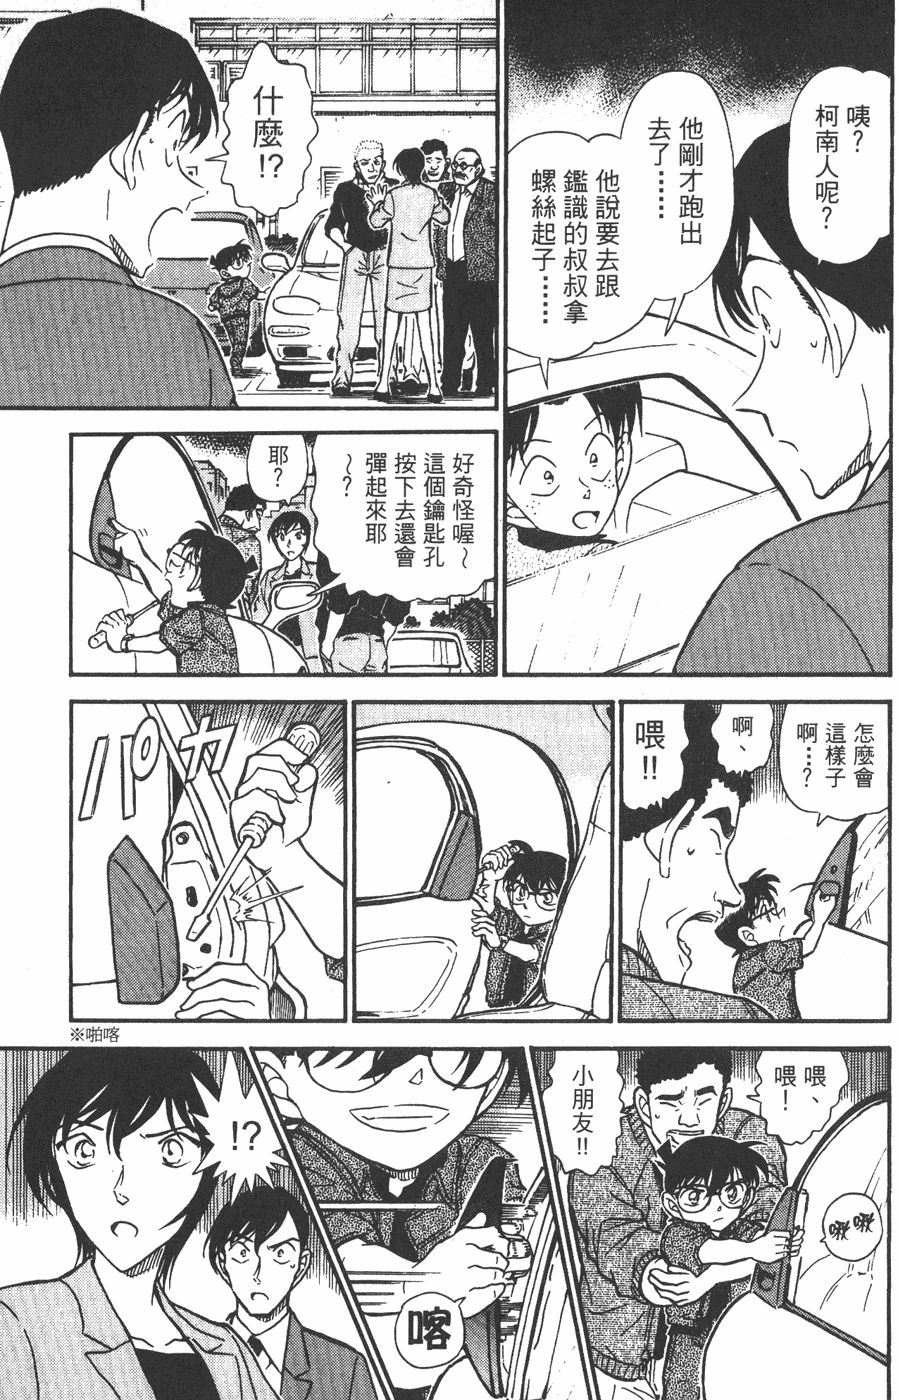 咦？
柯南人呢？
他剛才跑出
去了……
他說要去跟
鑑識的叔叔拿
螺絲起子……
什麼!?
好奇怪喔～
這個鑰匙孔
按下去還會
彈起來耶
～？
耶？
怎麼會
這樣子
啊…？
啊、
喂!!
パカ
※啪喀
喂、
喂！
小朋友!!
啾啾
喀
!?